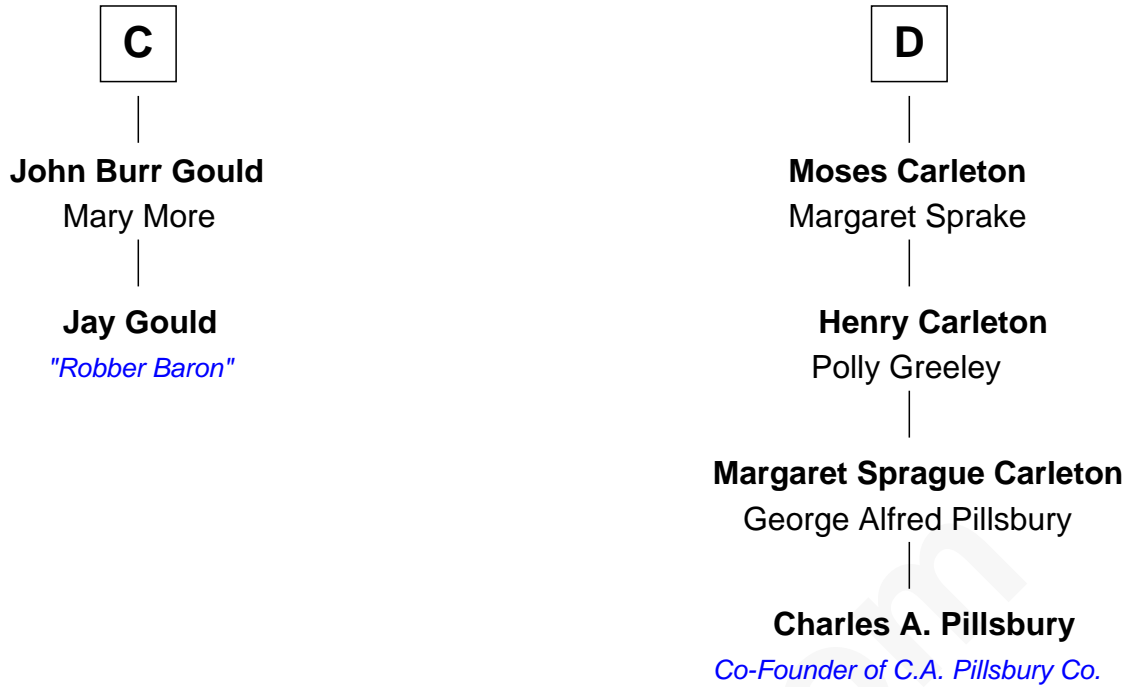 C
John Burr Gould
Mary More
Jay Gould
"Robber Baron"
D
Moses Carleton
Margaret Sprake
Henry Carleton
Polly Greeley
Margaret Sprague Carleton
George Alfred Pillsbury
Charles A. Pillsbury
Co-Founder of C.A. Pillsbury Co.